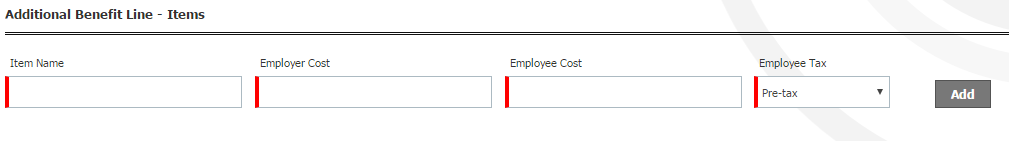 Additional Benefit Line - Items
Item Name Employer Cost Employee Cost Employee Tax
Pre-tax Add